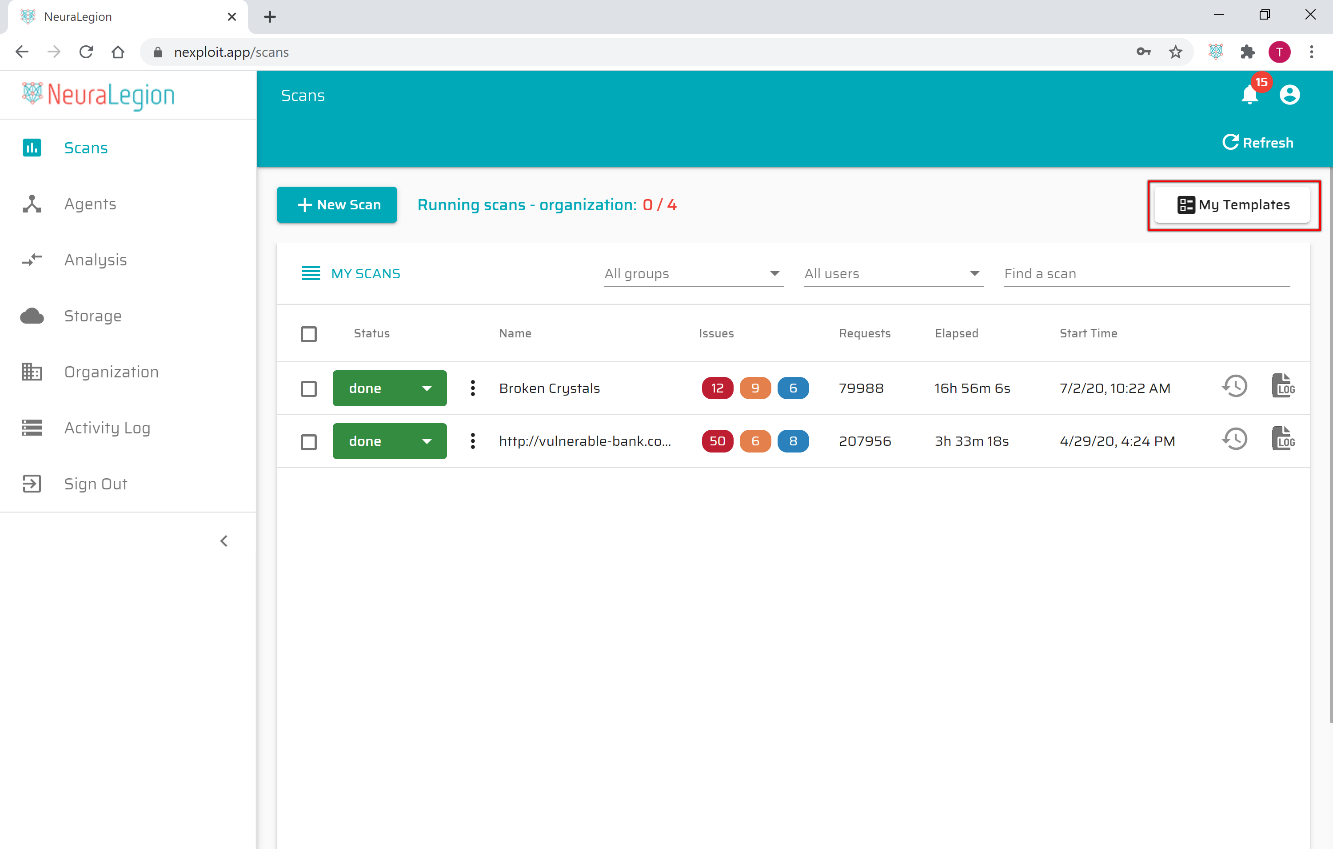 NeuraLegion
nexploit.app/scans
T
NeuraLegion
Scans
15
Refresh
Scans
Agents
Analysis
Storage
Organization
Activity Log
Sign Out
New Scan
Running scans - organization: 0 / 4
My Templates
MY SCANS
All groups
All users
Find a scan
Status Name Issues Requests Elapsed Start Time
done Broken Crystals 12 9 6 79988 16h 56m 6s 7/2/20, 10:22 AM LOG
done http://vulnerable-bank.co... 50 6 8 207956 3h 33m 18s 4/29/20, 4:24 PM LOG